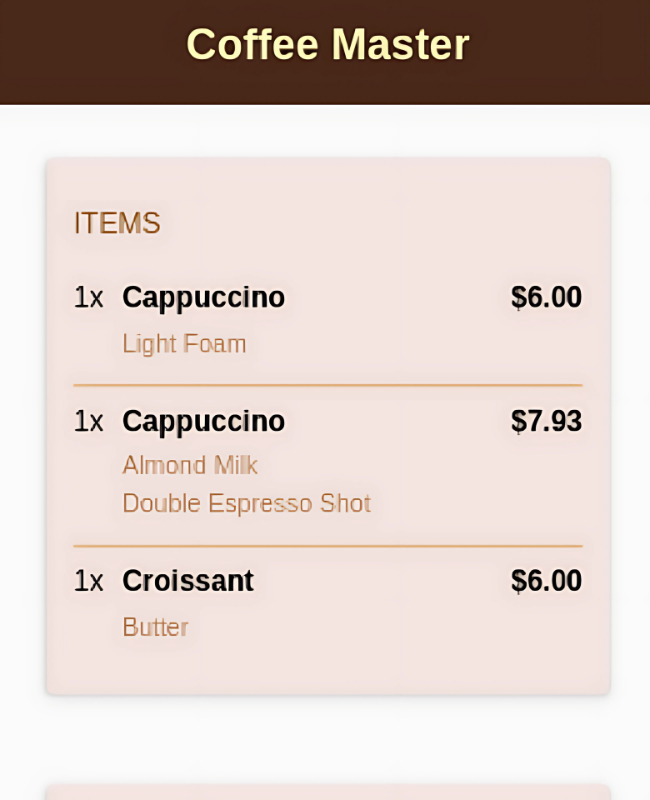 Coffee Master
ITEMS
1x Cappuccino $6.00
Light Foam
1x Cappuccino $7.93
Almond Milk
Double Espresso Shot
1x Croissant $6.00
Butter